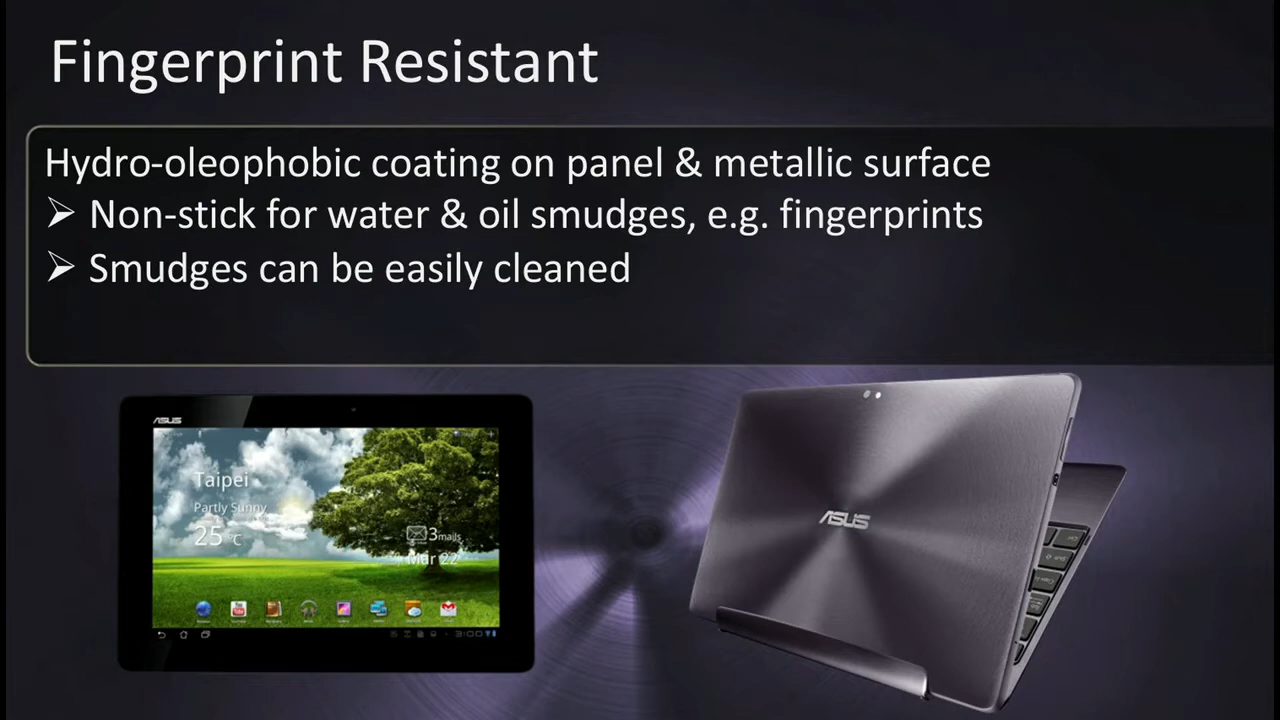 Fingerprint Resistant
Hydro-oleophobic coating on panel & metallic surface
➢ Non-stick for water & oil smudges, e.g. fingerprints
➢ Smudges can be easily cleaned
ASUS
Taipei
Partly Sunny
25 °C
3 mails
Mar 22
ASUS